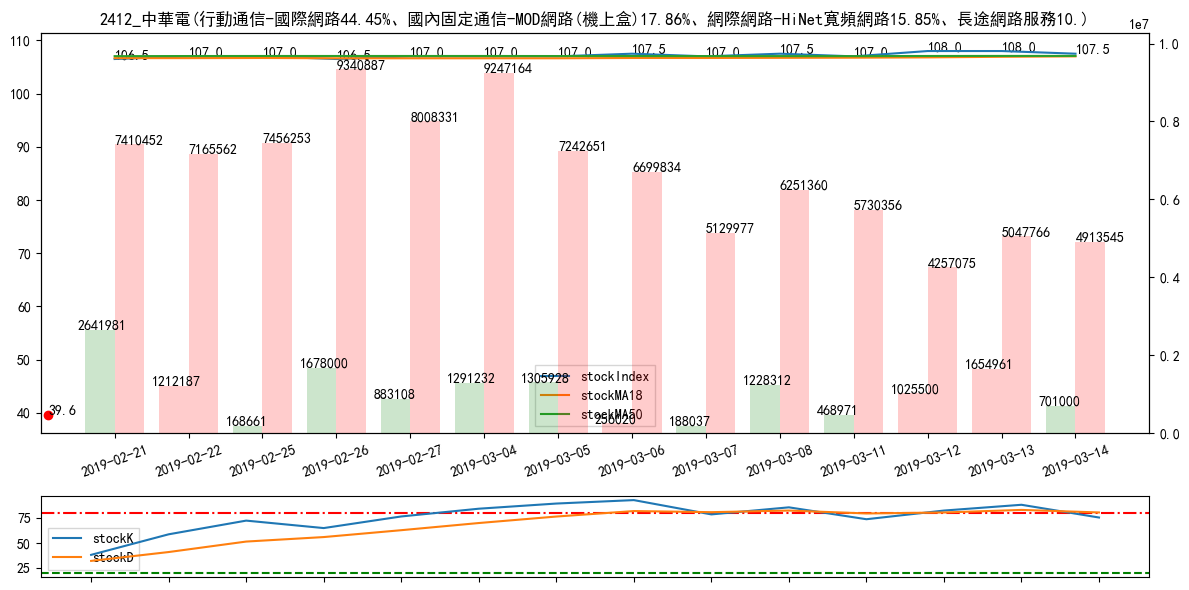 2412_中華電(行動通信-國際網路44.45%、國內固定通信-MOD網路(機上盒)17.86%、網際網路-HiNet寬頻網路15.85%、長途網路服務10.)
1e7
110
100
90
80
70
60
50
40
1.0
0.8
0.6
0.4
0.2
0.0
106.5 107.0 107.0 106.5 107.0 107.0 107.0 107.5 107.0 107.5 107.0 108.0 108.0 107.5
7410452 7165562 7456253 9340887 8008331 9247164 7242651 6699834 5129977 6251360 5730356 4257075 5047766 4913545
2641981 1212187 168661 1678000 883108 1291232 1305928 256020 188037 1228312 468971 1025500 1654961 701000
39.6
stockIndex
stockMA18
stockMA50
2019-02-21 2019-02-22 2019-02-25 2019-02-26 2019-02-27 2019-03-04 2019-03-05 2019-03-06 2019-03-07 2019-03-08 2019-03-11 2019-03-12 2019-03-13 2019-03-14
75
50
25
stockK
stockD